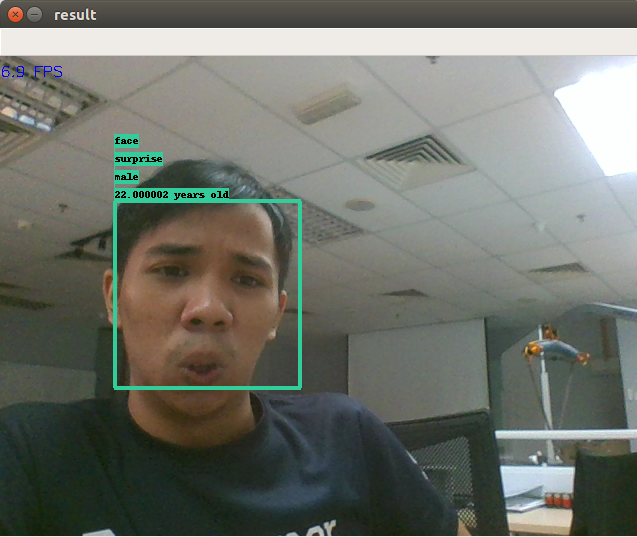 result
6.9 FPS
face
surprise
male
22.000002 years old